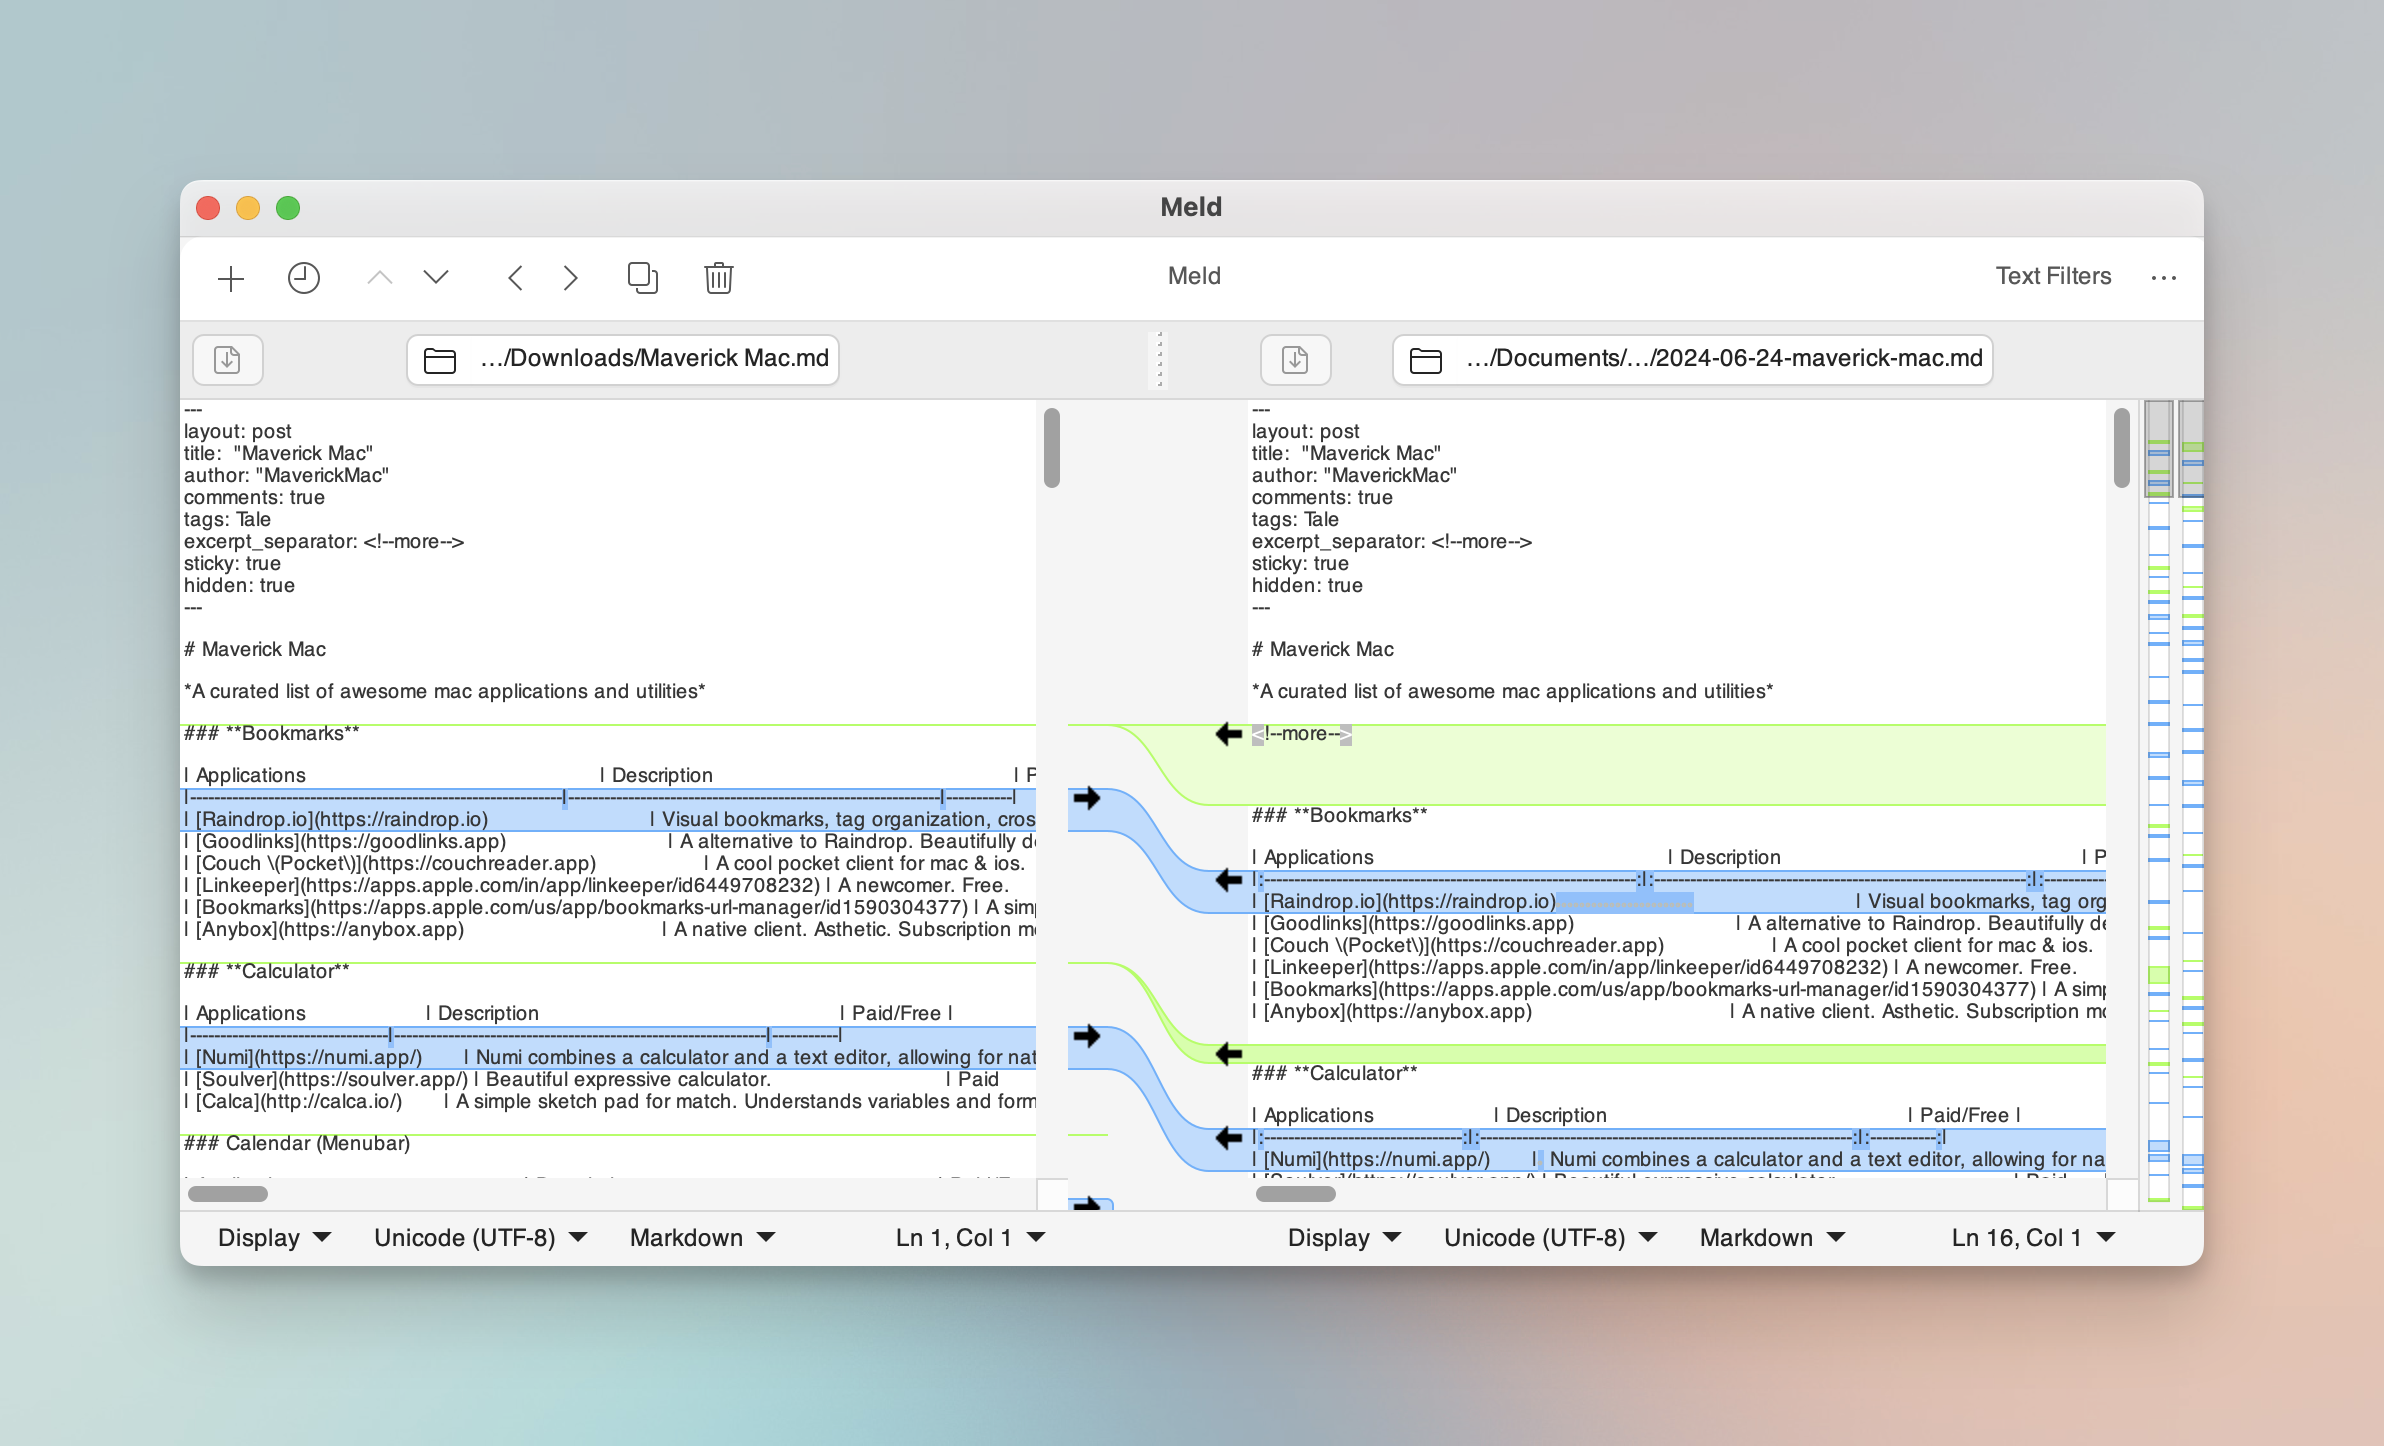 Meld
Meld
Text Filters
.../Downloads/Maverick Mac.md
.../Documents/.../2024-06-24-maverick-mac.md
---
layout: post
title:  "Maverick Mac"
author: "MaverickMac"
comments: true
tags: Tale
excerpt_separator: <!--more-->
sticky: true
hidden: true
---
# Maverick Mac
*A curated list of awesome mac applications and utilities*
### **Bookmarks**
| Applications | Description | P
|--------------------------------------------------------------|--------------------------------------------------------------|-----------|
| [Raindrop.io](https://raindrop.io) | Visual bookmarks, tag organization, cros
| [Goodlinks](https://goodlinks.app) | A alternative to Raindrop. Beautifully de
| [Couch \(Pocket\)](https://couchreader.app) | A cool pocket client for mac & ios.
| [Linkeeper](https://apps.apple.com/in/app/linkeeper/id6449708232) | A newcomer. Free.
| [Bookmarks](https://apps.apple.com/us/app/bookmarks-url-manager/id1590304377) | A simp
| [Anybox](https://anybox.app) | A native client. Asthetic. Subscription mo
### **Calculator**
| Applications | Description | Paid/Free |
|---------------------------------|--------------------------------------------------------------|-----------|
| [Numi](https://numi.app/) | Numi combines a calculator and a text editor, allowing for nat
| [Soulver](https://soulver.app/) | Beautiful expressive calculator. | Paid
| [Calca](http://calca.io/) | A simple sketch pad for match. Understands variables and form
### Calendar (Menubar)
---
layout: post
title:  "Maverick Mac"
author: "MaverickMac"
comments: true
tags: Tale
excerpt_separator: <!--more-->
sticky: true
hidden: true
---
# Maverick Mac
*A curated list of awesome mac applications and utilities*
<!--more-->
### **Bookmarks**
| Applications | Description | P
|:--------------------------------------------------------------:|:--------------------------------------------------------------:|:----------
| [Raindrop.io](https://raindrop.io) | Visual bookmarks, tag org
| [Goodlinks](https://goodlinks.app) | A alternative to Raindrop. Beautifully de
| [Couch \(Pocket\)](https://couchreader.app) | A cool pocket client for mac & ios.
| [Linkeeper](https://apps.apple.com/in/app/linkeeper/id6449708232) | A newcomer. Free.
| [Bookmarks](https://apps.apple.com/us/app/bookmarks-url-manager/id1590304377) | A simp
| [Anybox](https://anybox.app) | A native client. Asthetic. Subscription mo
### **Calculator**
| Applications | Description | Paid/Free |
|:---------------------------------:|:--------------------------------------------------------------:|:-----------:|
| [Numi](https://numi.app/) | Numi combines a calculator and a text editor, allowing for na
Display
Unicode (UTF-8)
Markdown
Ln 1, Col 1
Display
Unicode (UTF-8)
Markdown
Ln 16, Col 1